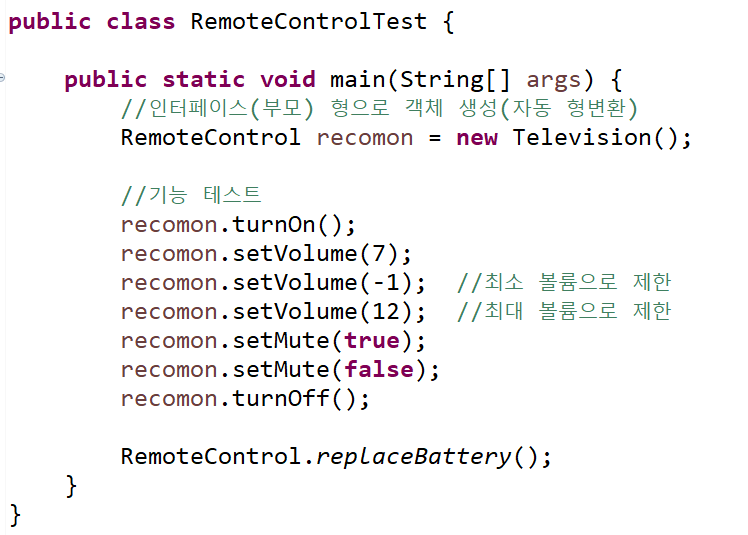 public class RemoteControlTest {
public static void main(String[] args) {
//인터페이스(부모) 형으로 객체 생성(자동 형변환)
RemoteControl recomon = new Television();
//기능 테스트
recomon.turnOn();
recomon.setVolume(7);
recomon.setVolume(-1);  //최소 볼륨으로 제한
recomon.setVolume(12);  //최대 볼륨으로 제한
recomon.setMute(true);
recomon.setMute(false);
recomon.turnOff();
RemoteControl.replaceBattery();
}
}